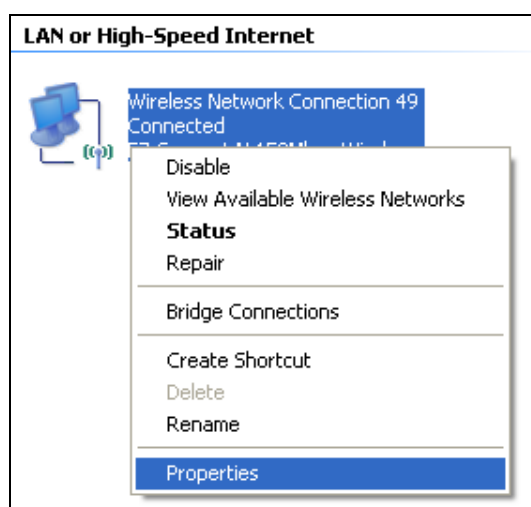 LAN or High-Speed Internet
Wireless Network Connection 49
Connected
Disable
View Available Wireless Networks
Status
Repair
Bridge Connections
Create Shortcut
Delete
Rename
Properties